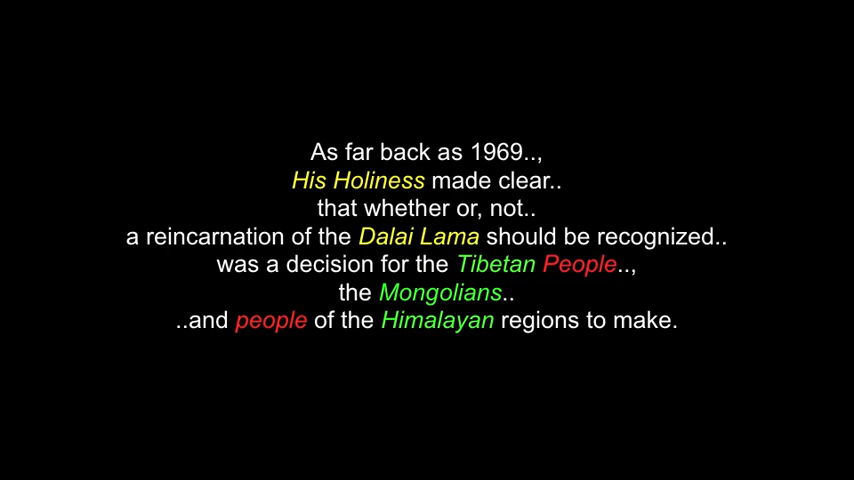 As far back as 1969..,
His Holiness made clear..
that whether or, not..
a reincarnation of the Dalai Lama should be recognized..
was a decision for the Tibetan People..,
the Mongolians..
..and people of the Himalayan regions to make.